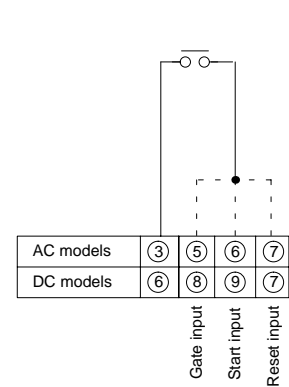 AC models ③ ⑤ ⑥ ⑦
DC models ⑥ ⑧ ⑨ ⑦
Gate input
Start input
Reset input